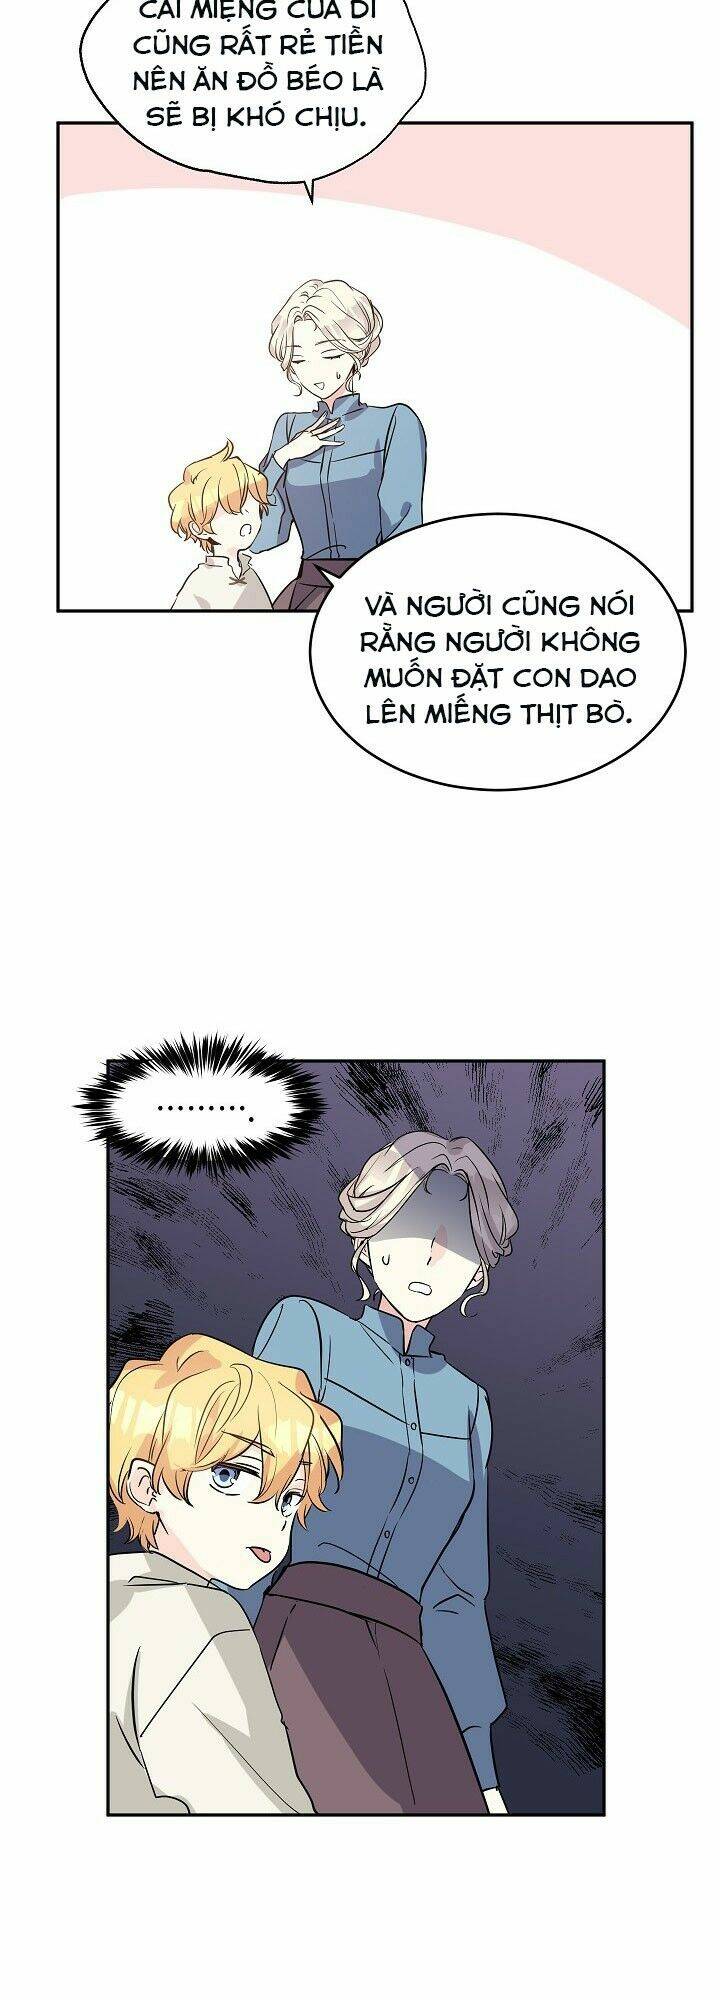 CÁI MIỆNG CỦA DÌ
CŨNG RẤT RẺ TIỀN
NÊN ĂN ĐỒ BÉO LÀ
SẼ BỊ KHÓ CHỊU.
VÀ NGƯỜI CŨNG NÓI
RẰNG NGƯỜI KHÔNG
MUỐN ĐẶT CON DAO
LÊN MIẾNG THỊT BÒ.
..........